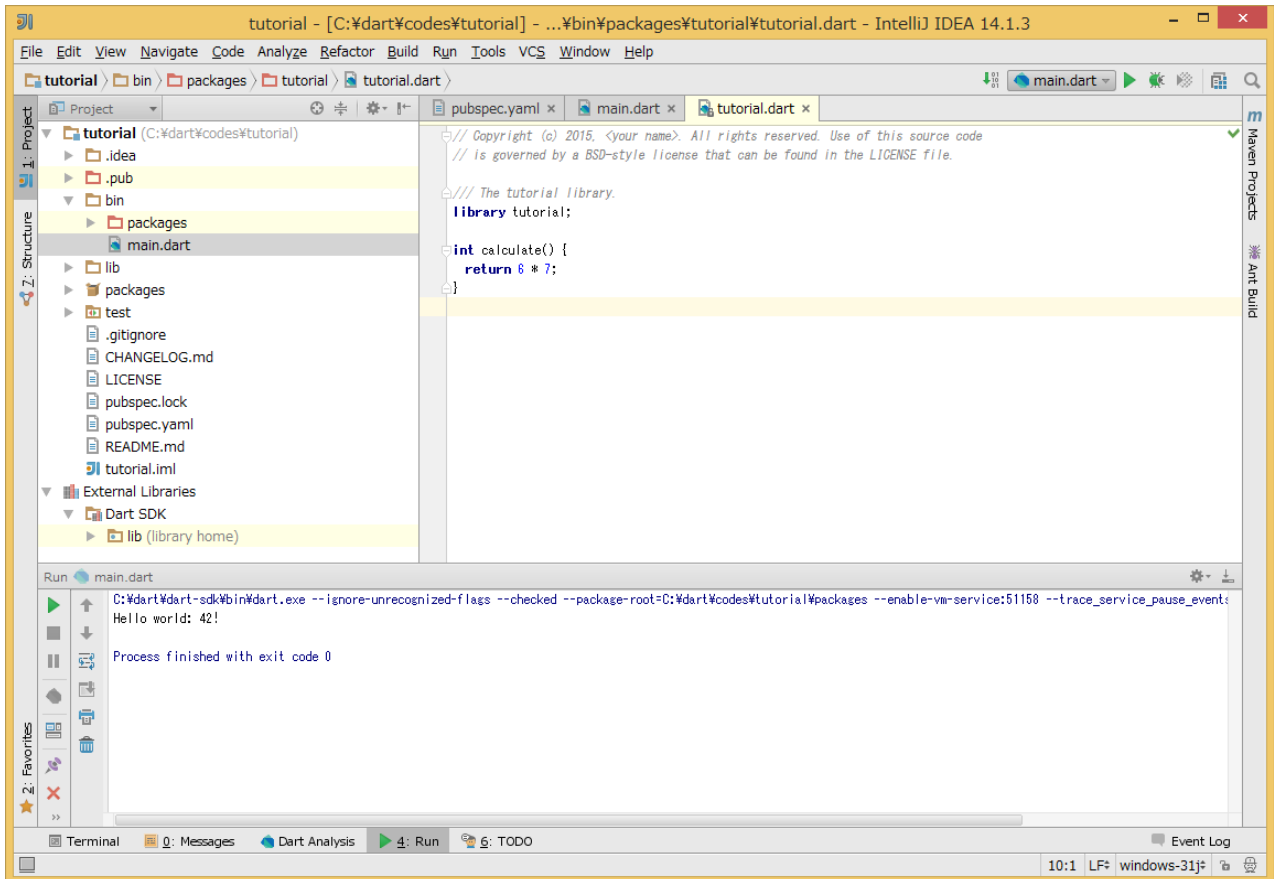 tutorial - [C:¥dart¥codes¥tutorial] - ...¥bin¥packages¥tutorial¥tutorial.dart - IntelliJ IDEA 14.1.3
File Edit View Navigate Code Analyze Refactor Build Run Tools VCS Window Help
tutorial bin packages tutorial tutorial.dart
main.dart
1: Project
Z: Structure
2: Favorites
Project
tutorial (C:¥dart¥codes¥tutorial)
.idea
.pub
bin
packages
main.dart
lib
packages
test
.gitignore
CHANGELOG.md
LICENSE
pubspec.lock
pubspec.yaml
README.md
tutorial.iml
External Libraries
Dart SDK
lib (library home)
pubspec.yaml × main.dart × tutorial.dart ×
// Copyright (c) 2015, <your name>. All rights reserved. Use of this source code
// is governed by a BSD-style license that can be found in the LICENSE file.
/// The tutorial library.
library tutorial;
int calculate() {
return 6 * 7;
}
m
Maven Projects
Ant Build
Run main.dart
C:¥dart¥dart-sdk¥bin¥dart.exe --ignore-unrecognized-flags --checked --package-root=C:¥dart¥codes¥tutorial¥packages --enable-vm-service:51158 --trace_service_pause_events
Hello world: 42!
Process finished with exit code 0
Terminal 0: Messages Dart Analysis 4: Run 6: TODO Event Log
10:1 LF windows-31j